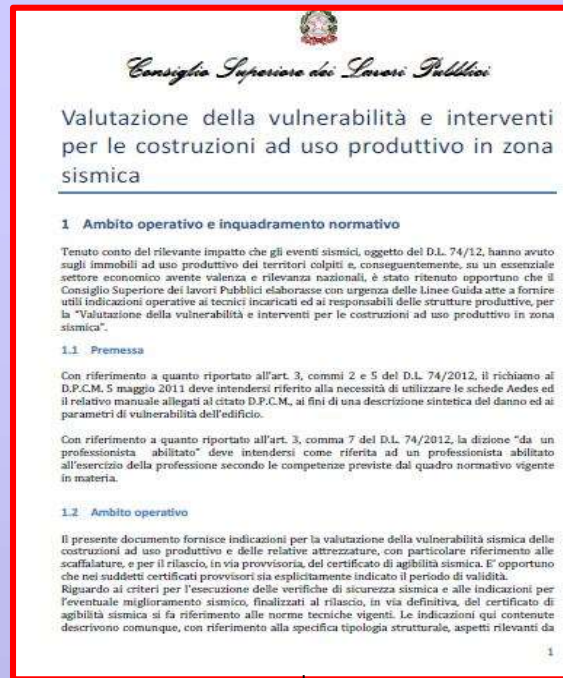 Consiglio Superiore dei Lavori Pubblici
Valutazione della vulnerabilità e interventi
per le costruzioni ad uso produttivo in zona
sismica
1 Ambito operativo e inquadramento normativo
Tenuto conto del rilevante impatto che gli eventi sismici, oggetto del D.L. 74/12, hanno avuto
sugli immobili ad uso produttivo dei territori colpiti e, conseguentemente, su un essenziale
settore economico avente valenza e rilevanza nazionali, è stato ritenuto opportuno che il
Consiglio Superiore dei lavori Pubblici elaborasse con urgenza delle Linee Guida atte a fornire
utili indicazioni operative ai tecnici incaricati ed ai responsabili delle strutture produttive, per
la "Valutazione della vulnerabilità e interventi per le costruzioni ad uso produttivo in zona
sismica".
1.1 Premessa
Con riferimento a quanto riportato all'art. 3, commi 2 e 5 del D.L. 74/2012, il richiamo al
D.P.C.M. 5 maggio 2011 deve intendersi riferito alla necessità di utilizzare le schede Aedes ed
il relativo manuale allegati al citato D.P.C.M., ai fini di una descrizione sintetica del danno ed ai
parametri di vulnerabilità dell'edificio.
Con riferimento a quanto riportato all'art. 3, comma 7 del D.L. 74/2012, la dizione "da un
professionista abilitato" deve intendersi come riferita ad un professionista abilitato
all'esercizio della professione secondo le competenze previste dal quadro normativo vigente
in materia.
1.2 Ambito operativo
Il presente documento fornisce indicazioni per la valutazione della vulnerabilità sismica delle
costruzioni ad uso produttivo e delle relative attrezzature, con particolare riferimento alle
scaffalature, e per il rilascio, in via provvisoria, del certificato di agibilità sismica. E' opportuno
che nei suddetti certificati provvisori sia esplicitamente indicato il periodo di validità.
Riguardo ai criteri per l'esecuzione delle verifiche di sicurezza sismica e alle indicazioni per
l'eventuale miglioramento sismico, finalizzati al rilascio, in via definitiva, del certificato di
agibilità sismica si fa riferimento alle norme tecniche vigenti. Le indicazioni qui contenute
descrivono comunque, con riferimento alla specifica tipologia strutturale, aspetti rilevanti da
1